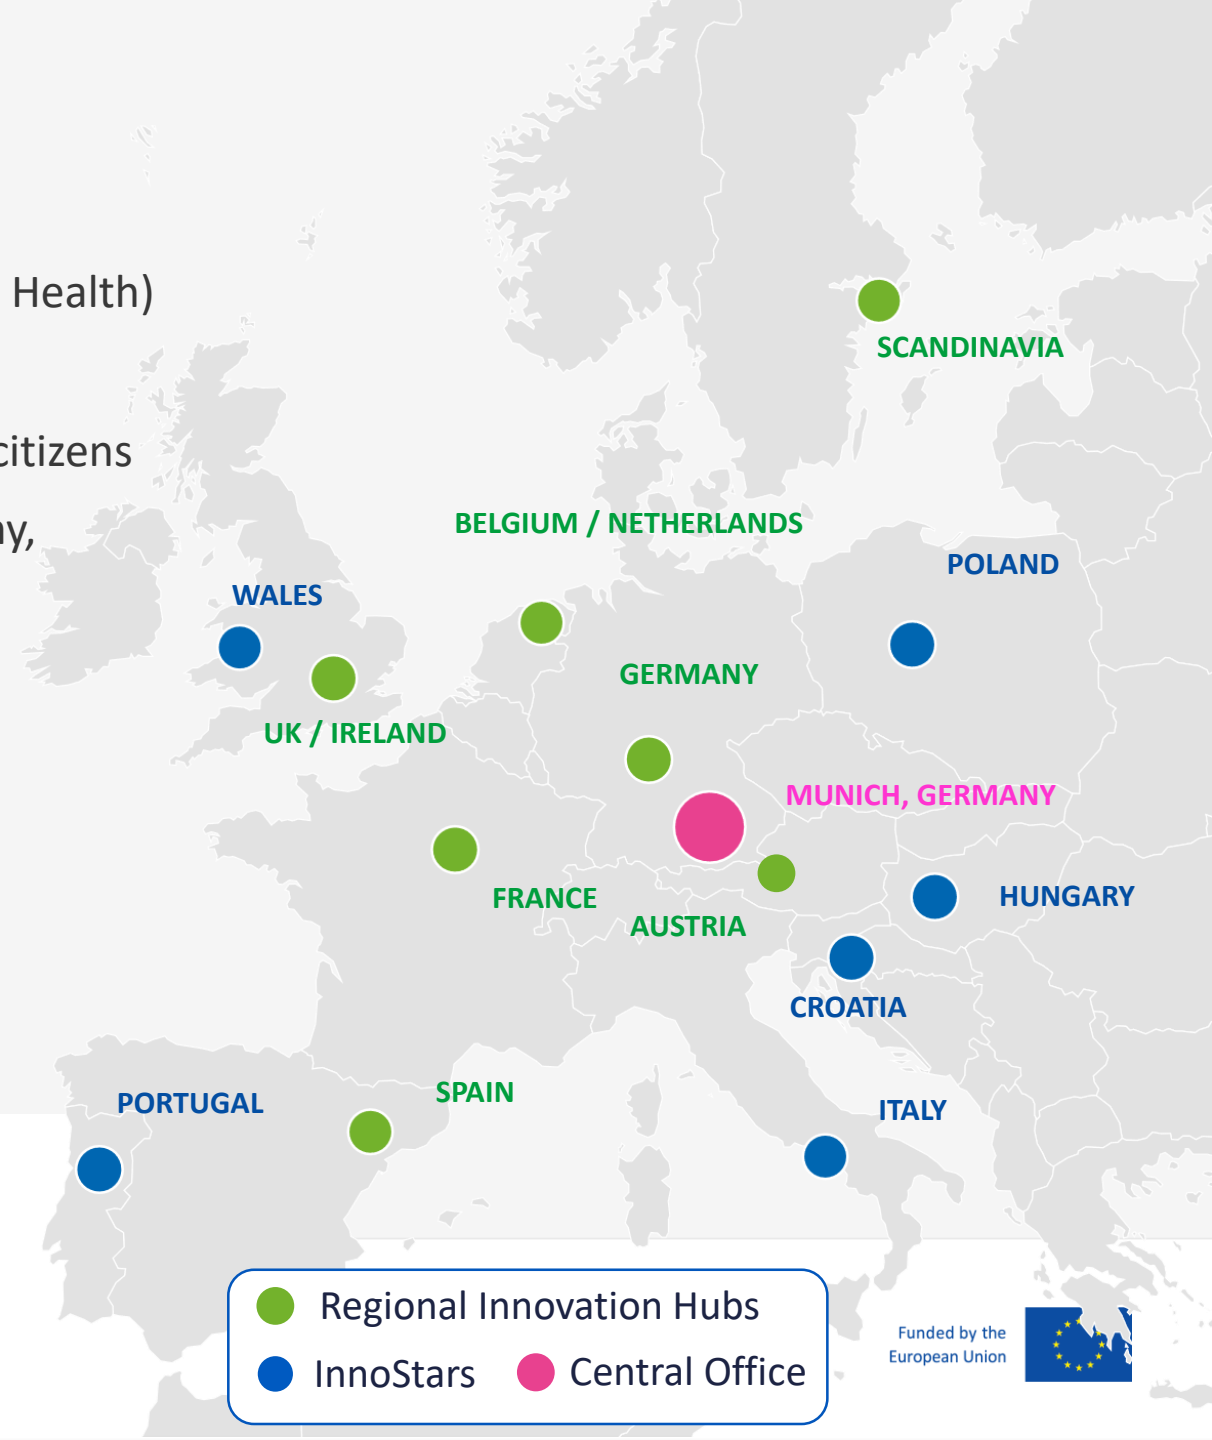 Health)
SCANDINAVIA
citizens
BELGIUM / NETHERLANDS
POLAND
WALES
GERMANY
UK / IRELAND
MUNICH, GERMANY
FRANCE
HUNGARY
AUSTRIA
CROATIA
SPAIN
PORTUGAL
ITALY
Regional Innovation Hubs
InnoStars
Central Office
Funded by the
European Union